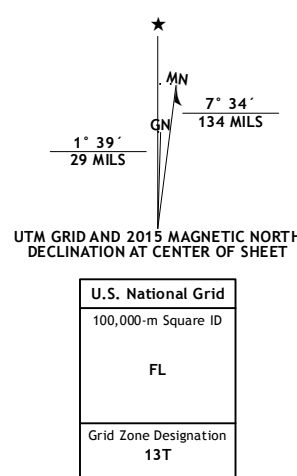 ★
MN
GN
7° 34´
134 MILS
1° 39´
29 MILS
UTM GRID AND 2015 MAGNETIC NORTH
DECLINATION AT CENTER OF SHEET
U.S. National Grid
100,000-m Square ID
FL
Grid Zone Designation
13T